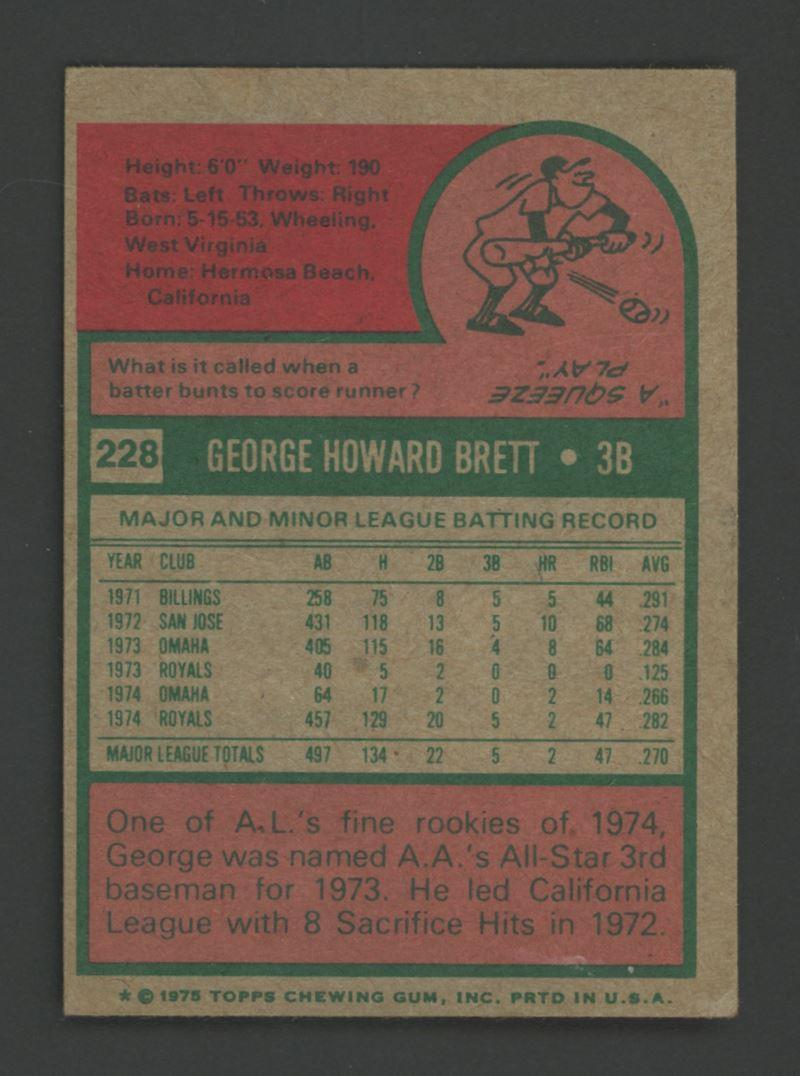 Height: 6'0" Weight: 190
Bats: Left Throws: Right
Born: 5-15-53, Wheeling,
West Virginia
Home: Hermosa Beach,
California
What is it called when a
batter bunts to score runner?
"A SQUEEZE
PLAY".
228 GEORGE HOWARD BRETT • 3B
MAJOR AND MINOR LEAGUE BATTING RECORD
YEAR CLUB AB H 2B 3B HR RBI AVG
1971 BILLINGS 258 75 8 5 5 44 .291
1972 SAN JOSE 431 118 13 5 10 68 .274
1973 OMAHA 405 115 16 4 8 64 .284
1973 ROYALS 40 5 2 0 0 0 .125
1974 OMAHA 64 17 2 0 2 14 .266
1974 ROYALS 457 129 20 5 2 47 .282
MAJOR LEAGUE TOTALS 497 134 22 5 2 47 .270
One of A.L.'s fine rookies of 1974,
George was named A.A.'s All-Star 3rd
baseman for 1973. He led California
League with 8 Sacrifice Hits in 1972.
* © 1975 TOPPS CHEWING GUM, INC. PRTD IN U.S.A.